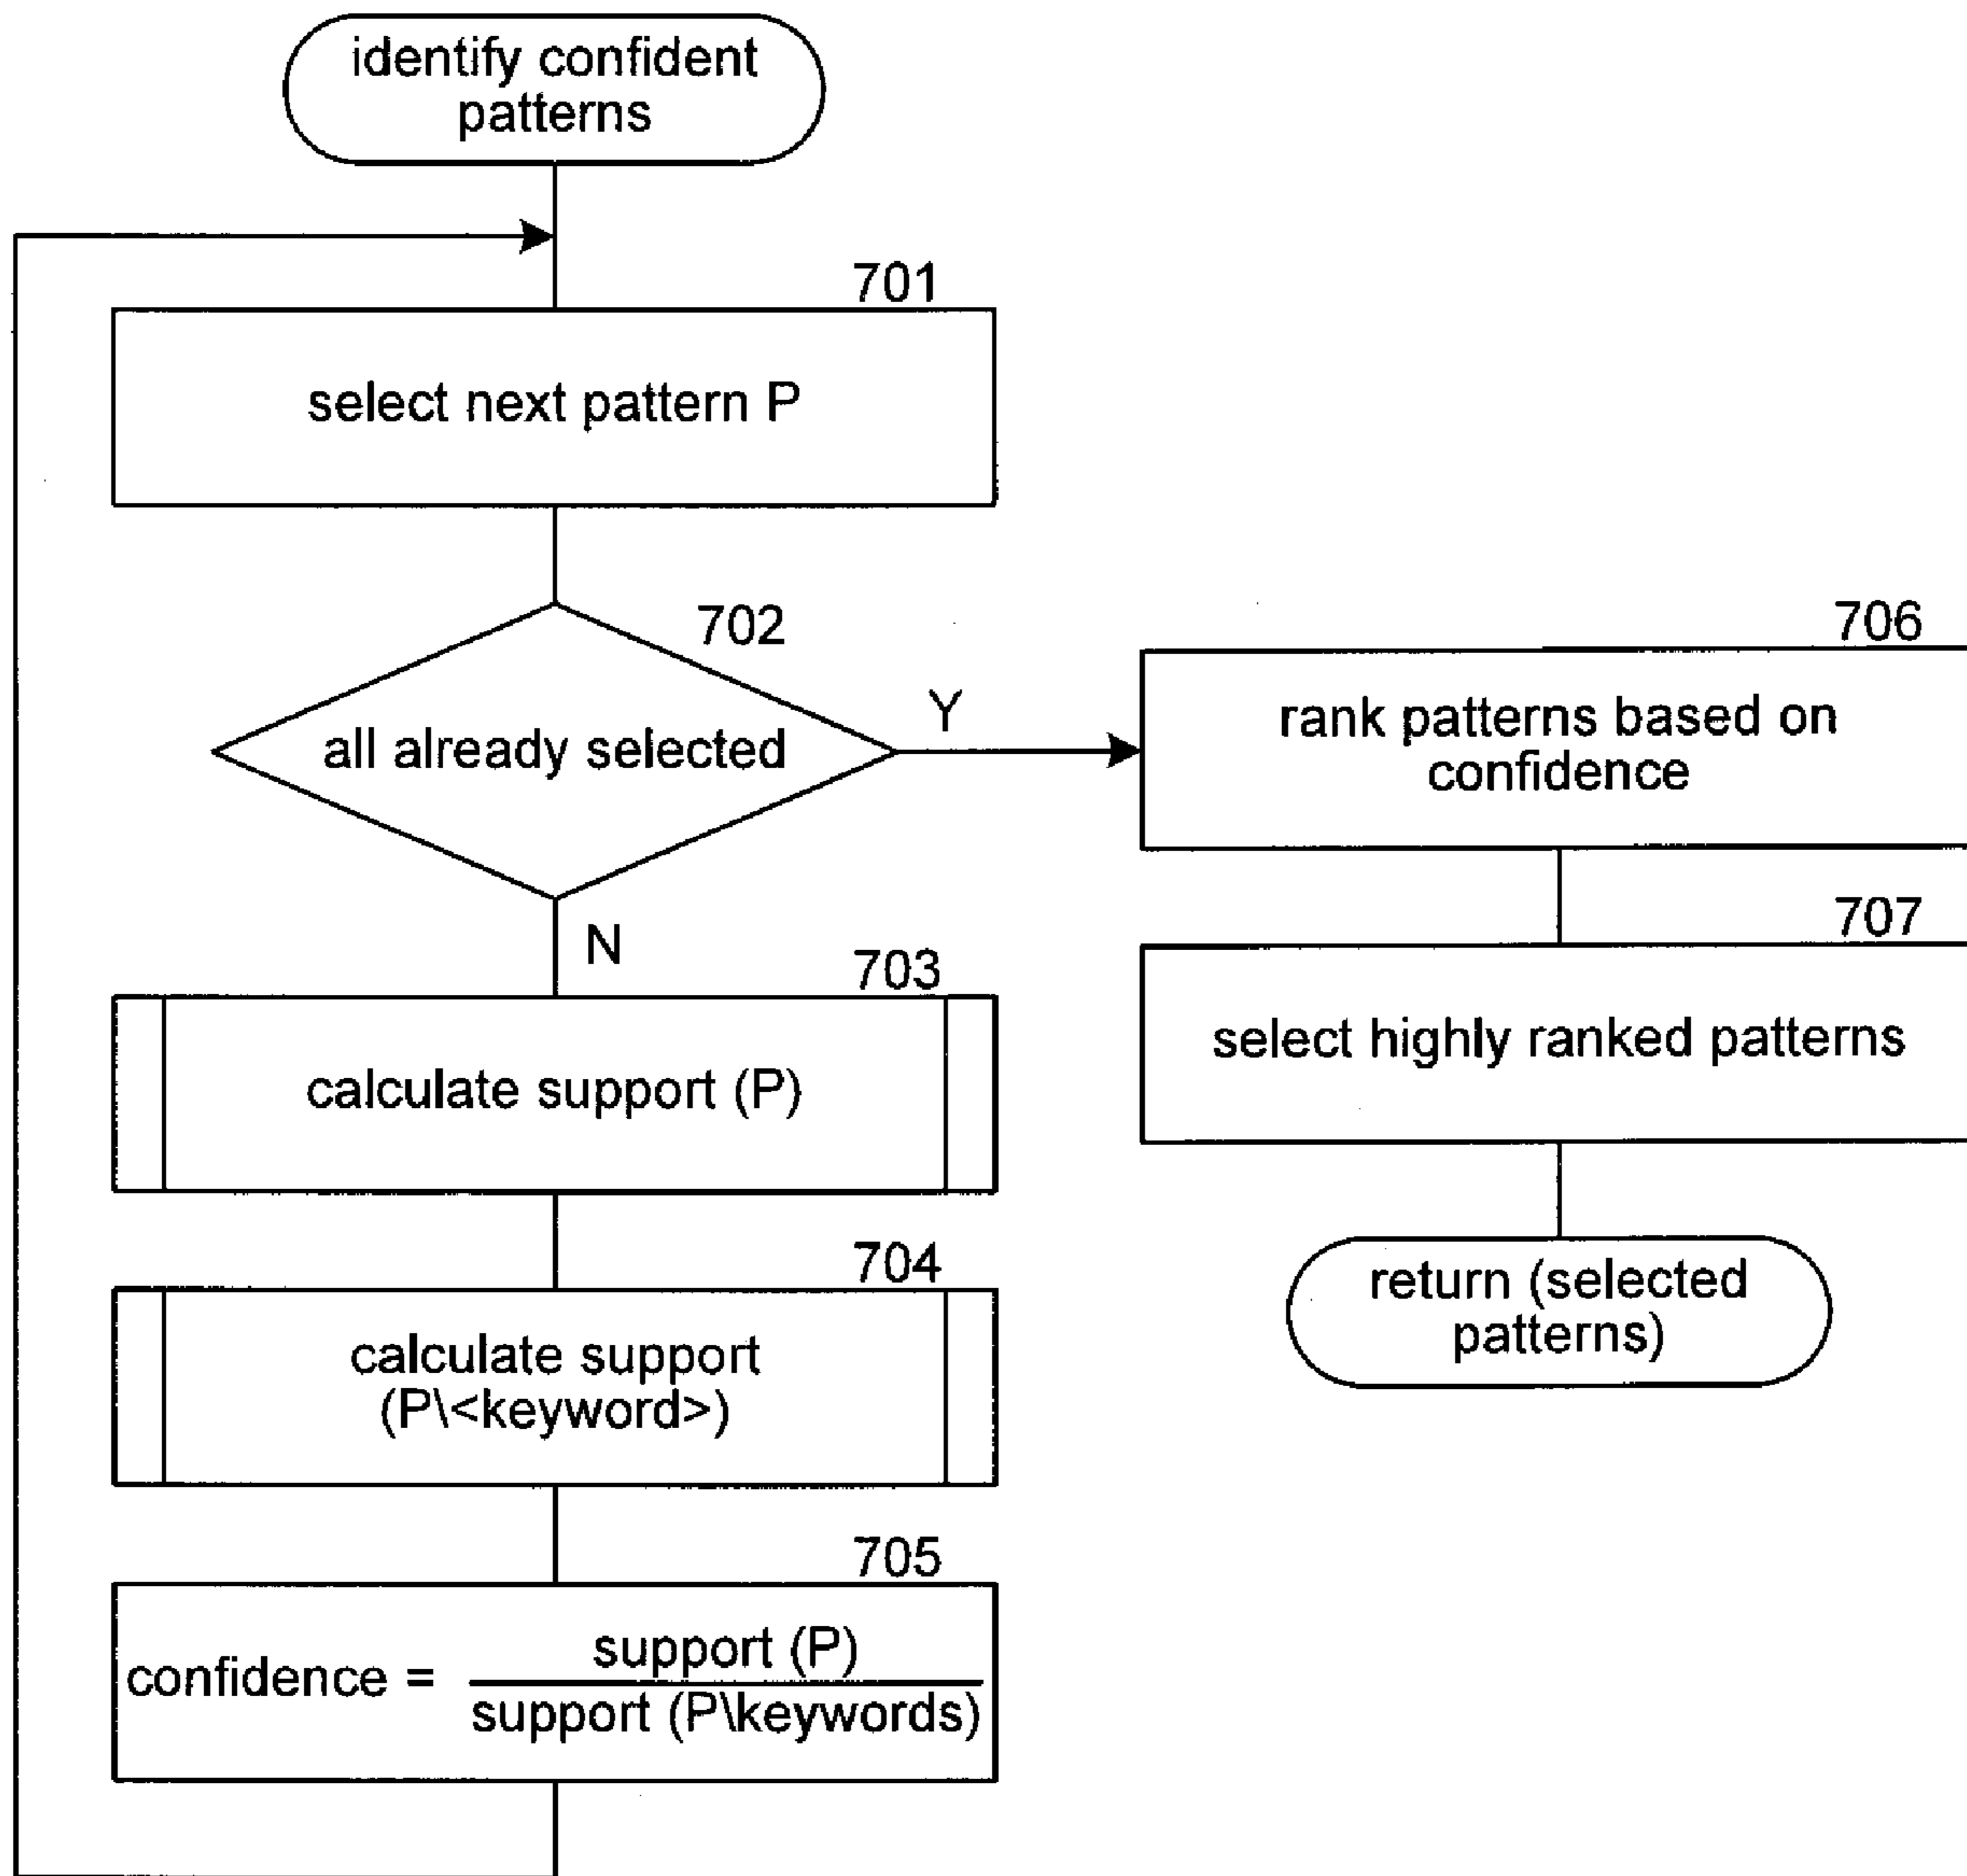 identify confident
patterns
701
select next pattern P
702
all already selected
Y
N
703
calculate support (P)
704
calculate support
(P\<keyword>)
705
confidence = support (P)
support (P\keywords)
706
rank patterns based on
confidence
707
select highly ranked patterns
return (selected
patterns)